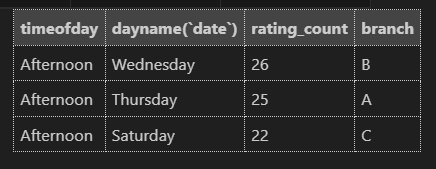 timeofday dayname(`date`) rating_count branch
Afternoon Wednesday 26 B
Afternoon Thursday 25 A
Afternoon Saturday 22 C